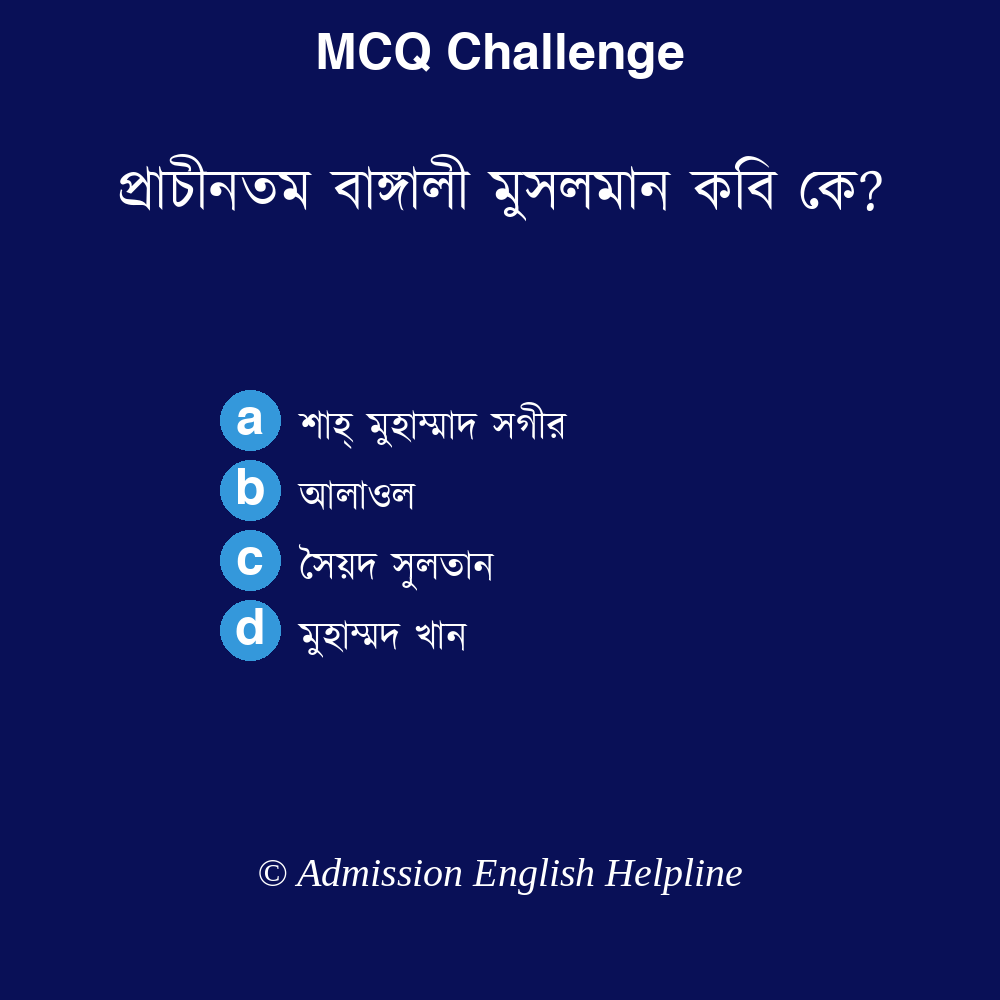 MCQ Challenge
প্রাচীনতম বাঙ্গালী মুসলমান কবি কে?
a শাহ্ মুহাম্মাদ সগীর
b আলাওল
c সৈয়দ সুলতান
d মুহাম্মদ খান
© Admission English Helpline